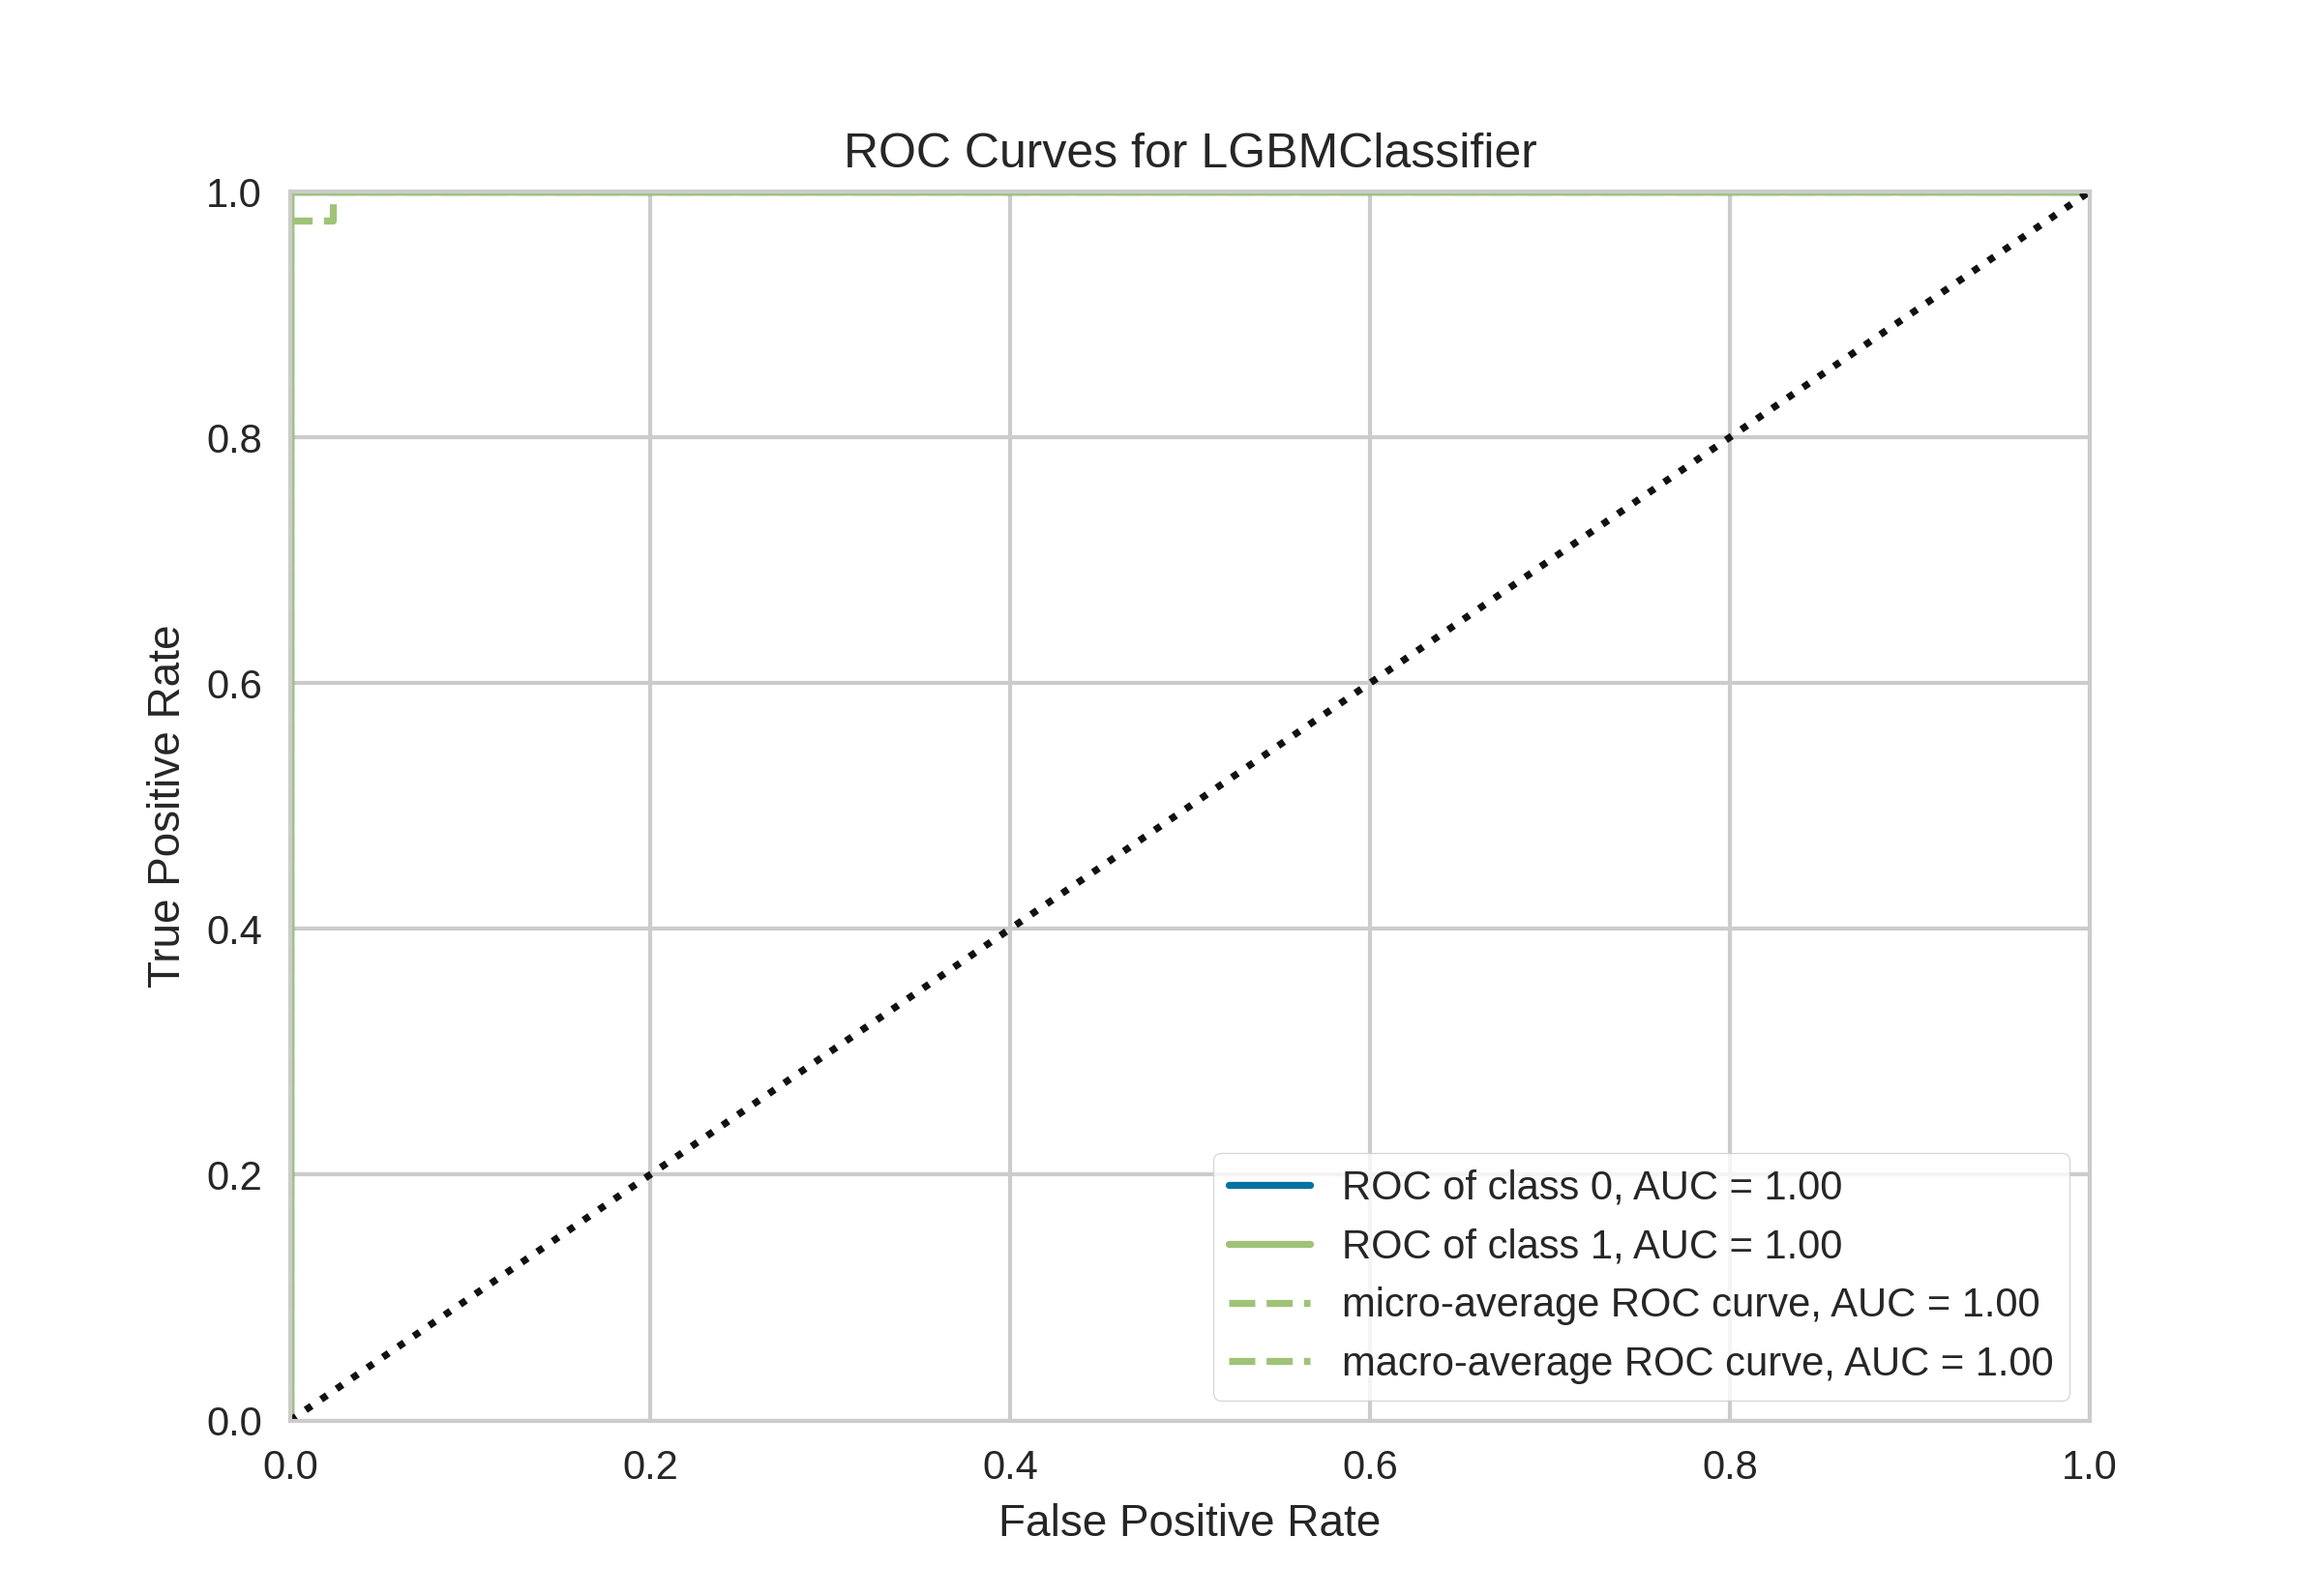 ROC Curves for LGBMClassifier
1.0
0.8
0.6
0.4
0.2
0.0
True Positive Rate
ROC of class 0, AUC = 1.00
ROC of class 1, AUC = 1.00
micro-average ROC curve, AUC = 1.00
macro-average ROC curve, AUC = 1.00
0.0 0.2 0.4 0.6 0.8 1.0
False Positive Rate